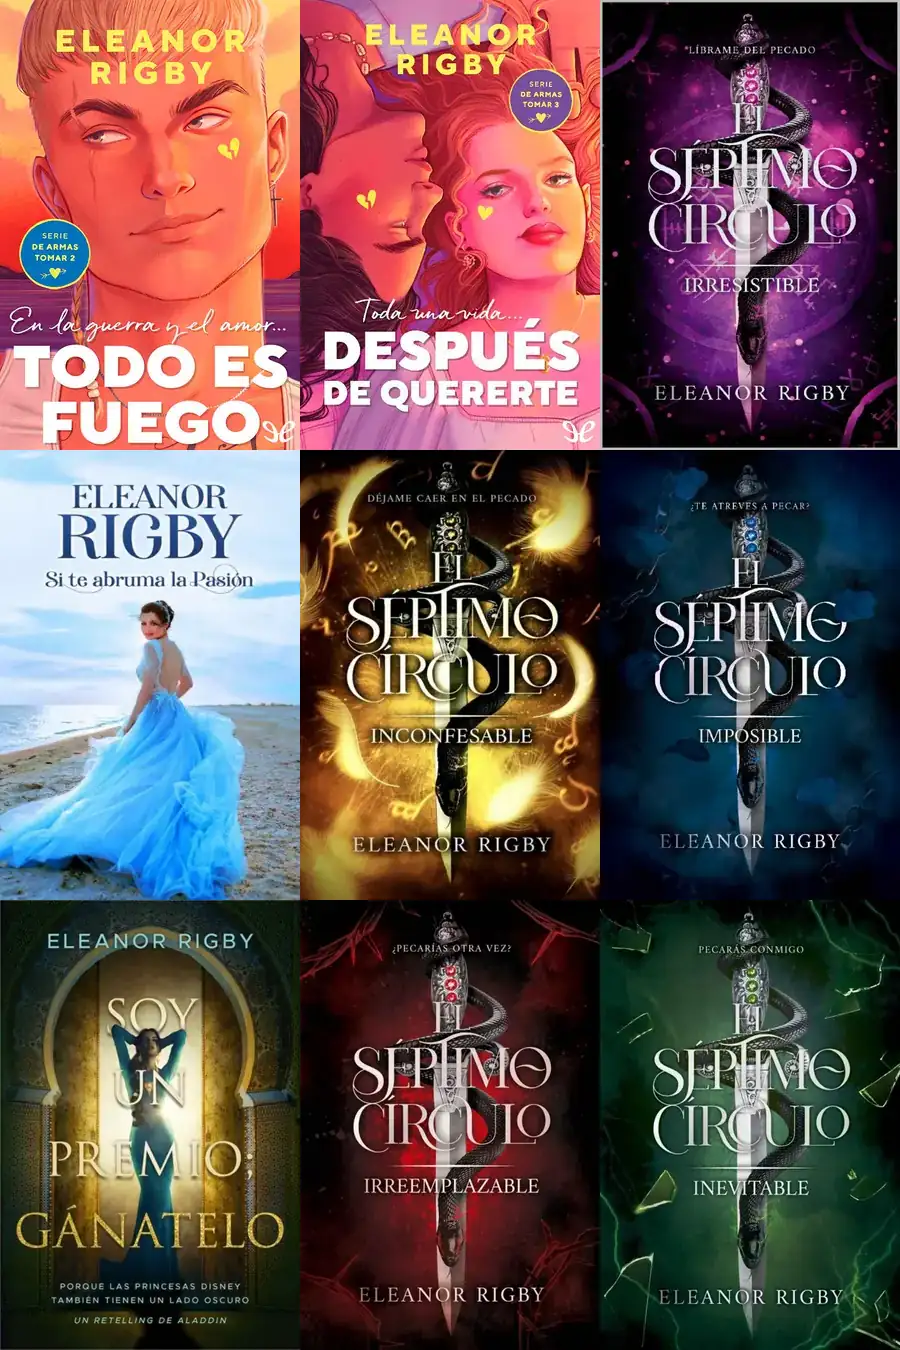 ELEANOR
RIGBY
SERIE
DE ARMAS
TOMAR 2
En la guerra y el amor...
TODO ES
FUEGO
ELEANOR
RIGBY
SERIE
DE ARMAS
TOMAR 3
Toda una vida...
DESPUÉS
DE QUERERTE
LÍBRAME DEL PECADO
EL
SÉPTIMO
CÍRCULO
IRRESISTIBLE
ELEANOR RIGBY
ELEANOR
RIGBY
Si te abruma la Pasión
DÉJAME CAER EN EL PECADO
EL
SÉPTIMO
CÍRCULO
INCONFESABLE
ELEANOR RIGBY
¿TE ATREVES A PECAR?
EL
SÉPTIMO
CÍRCULO
IMPOSIBLE
ELEANOR RIGBY
ELEANOR RIGBY
SOY
UN
PREMIO;
GÁNATELO
PORQUE LAS PRINCESAS DISNEY
TAMBIÉN TIENEN UN LADO OSCURO
UN RETELLING DE ALADDIN
¿PECARÍAS OTRA VEZ?
EL
SÉPTIMO
CÍRCULO
IRREEMPLAZABLE
ELEANOR RIGBY
PECARÁS CONMIGO
EL
SÉPTIMO
CÍRCULO
INEVITABLE
ELEANOR RIGBY